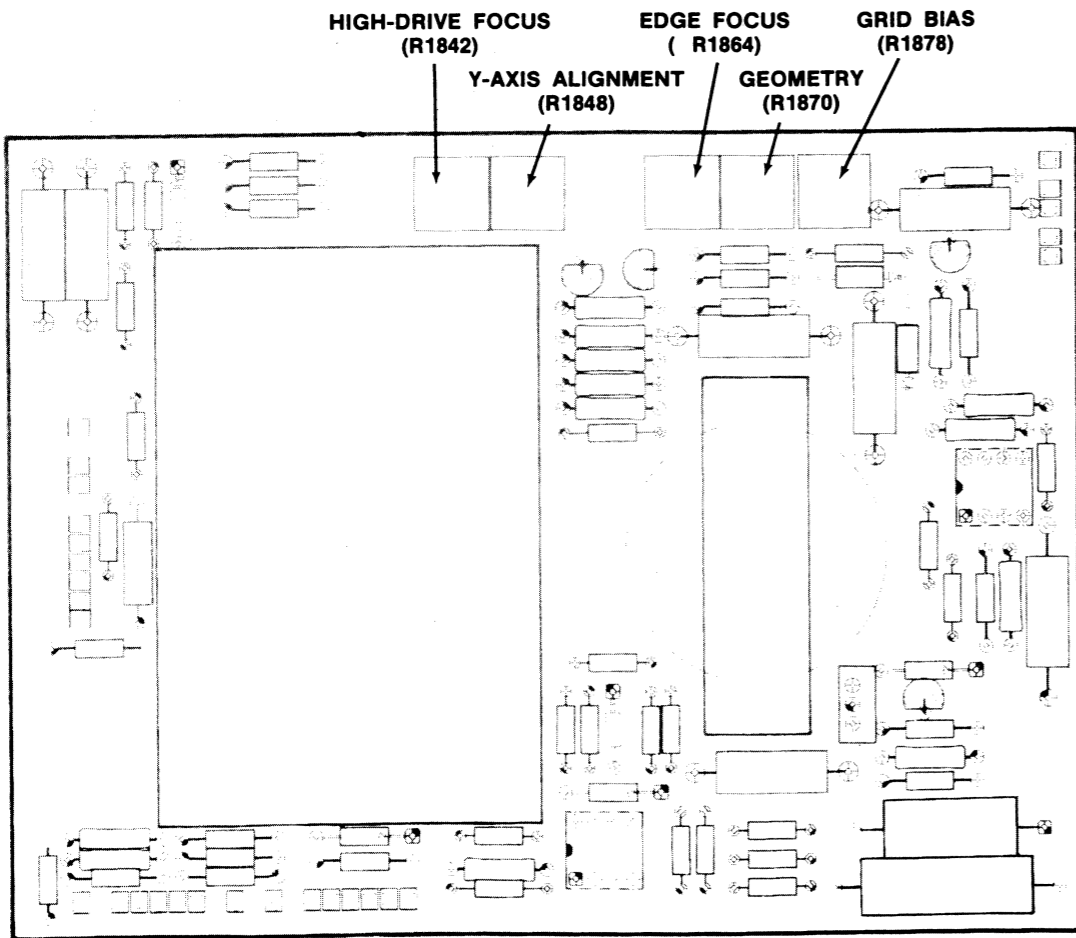 HIGH-DRIVE FOCUS
(R1842)
EDGE FOCUS
( R1864)
GRID BIAS
(R1878)
Y-AXIS ALIGNMENT
(R1848)
GEOMETRY
(R1870)